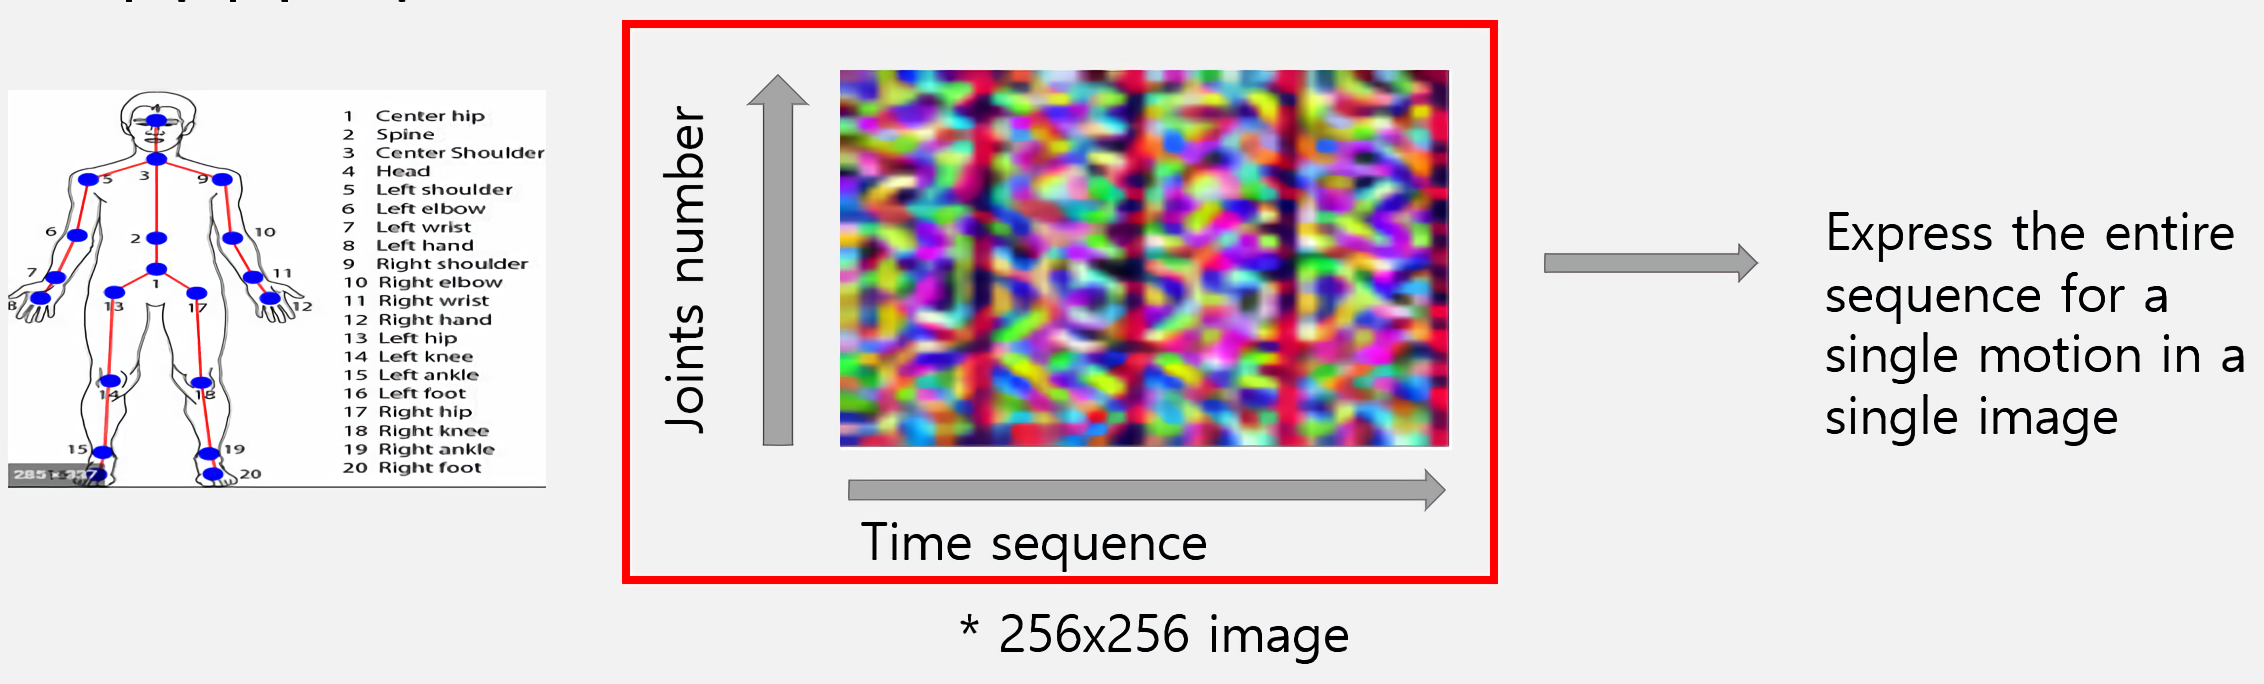 1 Center hip
2 Spine
3 Center Shoulder
4 Head
5 Left shoulder
6 Left elbow
7 Left wrist
8 Left hand
9 Right shoulder
10 Right elbow
11 Right wrist
12 Right hand
13 Left hip
14 Left knee
15 Left ankle
16 Left foot
17 Right hip
18 Right knee
19 Right ankle
20 Right foot
4
5
3
9
6
2
10
7
1
11
8
13
17
12
14
18
15
19
20
Joints number
Time sequence
* 256x256 image
Express the entire
sequence for a
single motion in a
single image